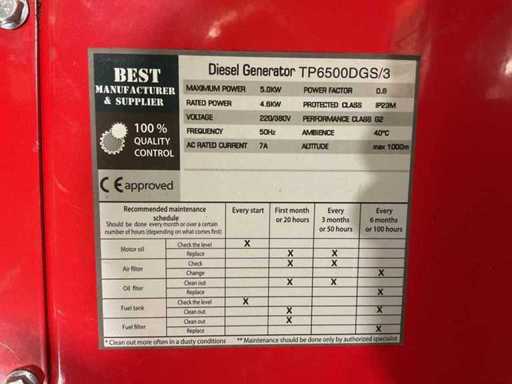 BEST
MANUFACTURER
& SUPPLIER
100 %
QUALITY
CONTROL
CE approved
Diesel Generator TP6500DGS/3
MAXIMUM POWER 5.0KW POWER FACTOR 0.8
RATED POWER 4.6KW PROTECTED CLASS IP23M
VOLTAGE 220/380V PERFORMANCE CLASS G2
FREQUENCY 50Hz AMBIENCE 40°C
AC RATED CURRENT 7A ALTITUDE max 1000m
Recommended maintenance
schedule
Should be done every month or over a certain
number of hours (depending on what comes first)
Every start
First month
or 20 hours
Every
3 months
or 50 hours
Every
6 months
or 100 hours
Motor oil Check the level X
Replace X X
Air filter Check X X
Change X
Oil filter Clean out X X
Replace X
Fuel tank Check the level X
Clean out X X
Fuel filter Clean out X
Replace X
* Clean out more often in a dusty conditions ** Maintenance should be done only by authorized specialist